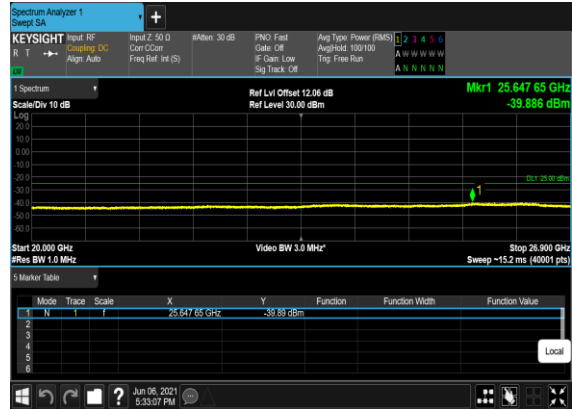 Spectrum Analyzer 1
Swept SA
+
KEYSIGHT Input: RF Input Z: 50 Ω #Atten: 30 dB PNO: Fast Avg Type: Power (RMS) 1 2 3 4 5 6
R T Coupling: DC Corr CCorr Gate: Off Avg|Hold: 100/100 A W W W W W
Align: Auto Freq Ref: Int (S) IF Gain: Low Trig: Free Run
LXI Sig Track: Off A N N N N N
1 Spectrum Ref Lvl Offset 12.06 dB Mkr1 25.647 65 GHz
Scale/Div 10 dB Ref Level 30.00 dBm -39.886 dBm
Log
20.0
10.0
0.00
-10.0
-20.0 DL1 -25.00 dBm
-30.0 1
-40.0
-50.0
-60.0
Start 20.000 GHz Video BW 3.0 MHz* Stop 26.900 GHz
#Res BW 1.0 MHz Sweep ~15.2 ms (40001 pts)
5 Marker Table
Mode Trace Scale X Y Function Function Width Function Value
1 N 1 f 25.647 65 GHz -39.89 dBm
2
3
4
5
6
Local
? Jun 06, 2021
5:33:07 PM